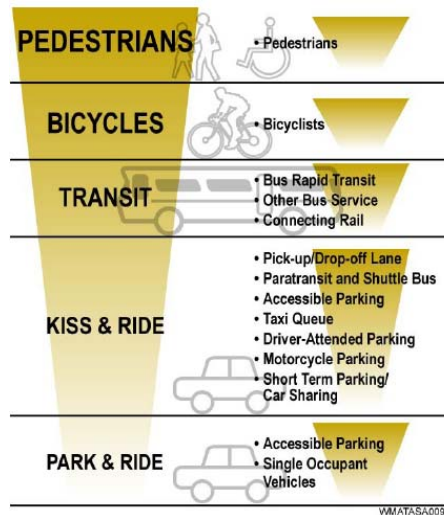 PEDESTRIANS
• Pedestrians
BICYCLES
• Bicyclists
TRANSIT
• Bus Rapid Transit
• Other Bus Service
• Connecting Rail
KISS & RIDE
• Pick-up/Drop-off Lane
• Paratransit and Shuttle Bus
• Accessible Parking
• Taxi Queue
• Driver-Attended Parking
• Motorcycle Parking
• Short Term Parking/
Car Sharing
PARK & RIDE
• Accessible Parking
• Single Occupant
Vehicles
WMATASA009